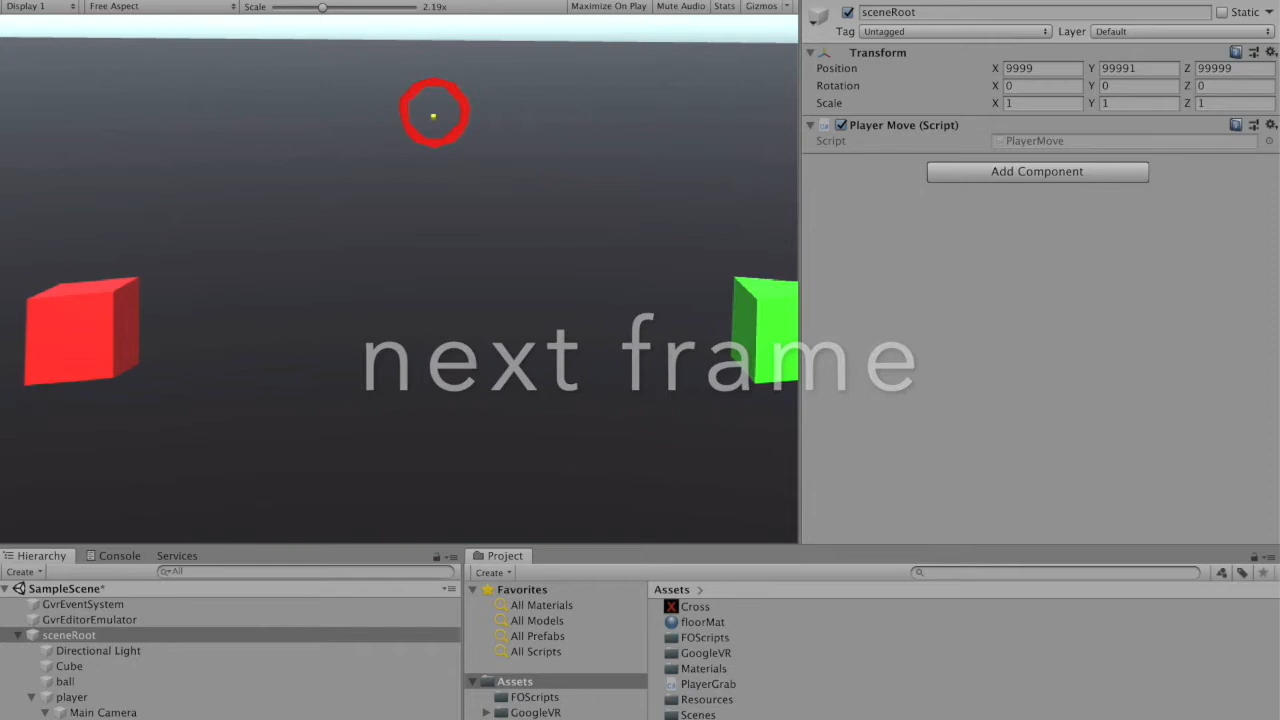 Display 1 Free Aspect Scale 2.19x Maximize On Play Mute Audio Stats Gizmos
sceneRoot Static
Tag Untagged Layer Default
Transform
Position X 9999 Y 99991 Z 99999
Rotation X 0 Y 0 Z 0
Scale X 1 Y 1 Z 1
Player Move (Script)
Script PlayerMove
Add Component
next frame
Hierarchy Console Services
Create All
SampleScene*
GvrEventSystem
GvrEditorEmulator
sceneRoot
Directional Light
Cube
ball
player
Main Camera
Project
Create
Favorites
All Materials
All Models
All Prefabs
All Scripts
Assets
FOScripts
GoogleVR
Assets
Cross
floorMat
FOScripts
GoogleVR
Materials
PlayerGrab
Resources
Scenes